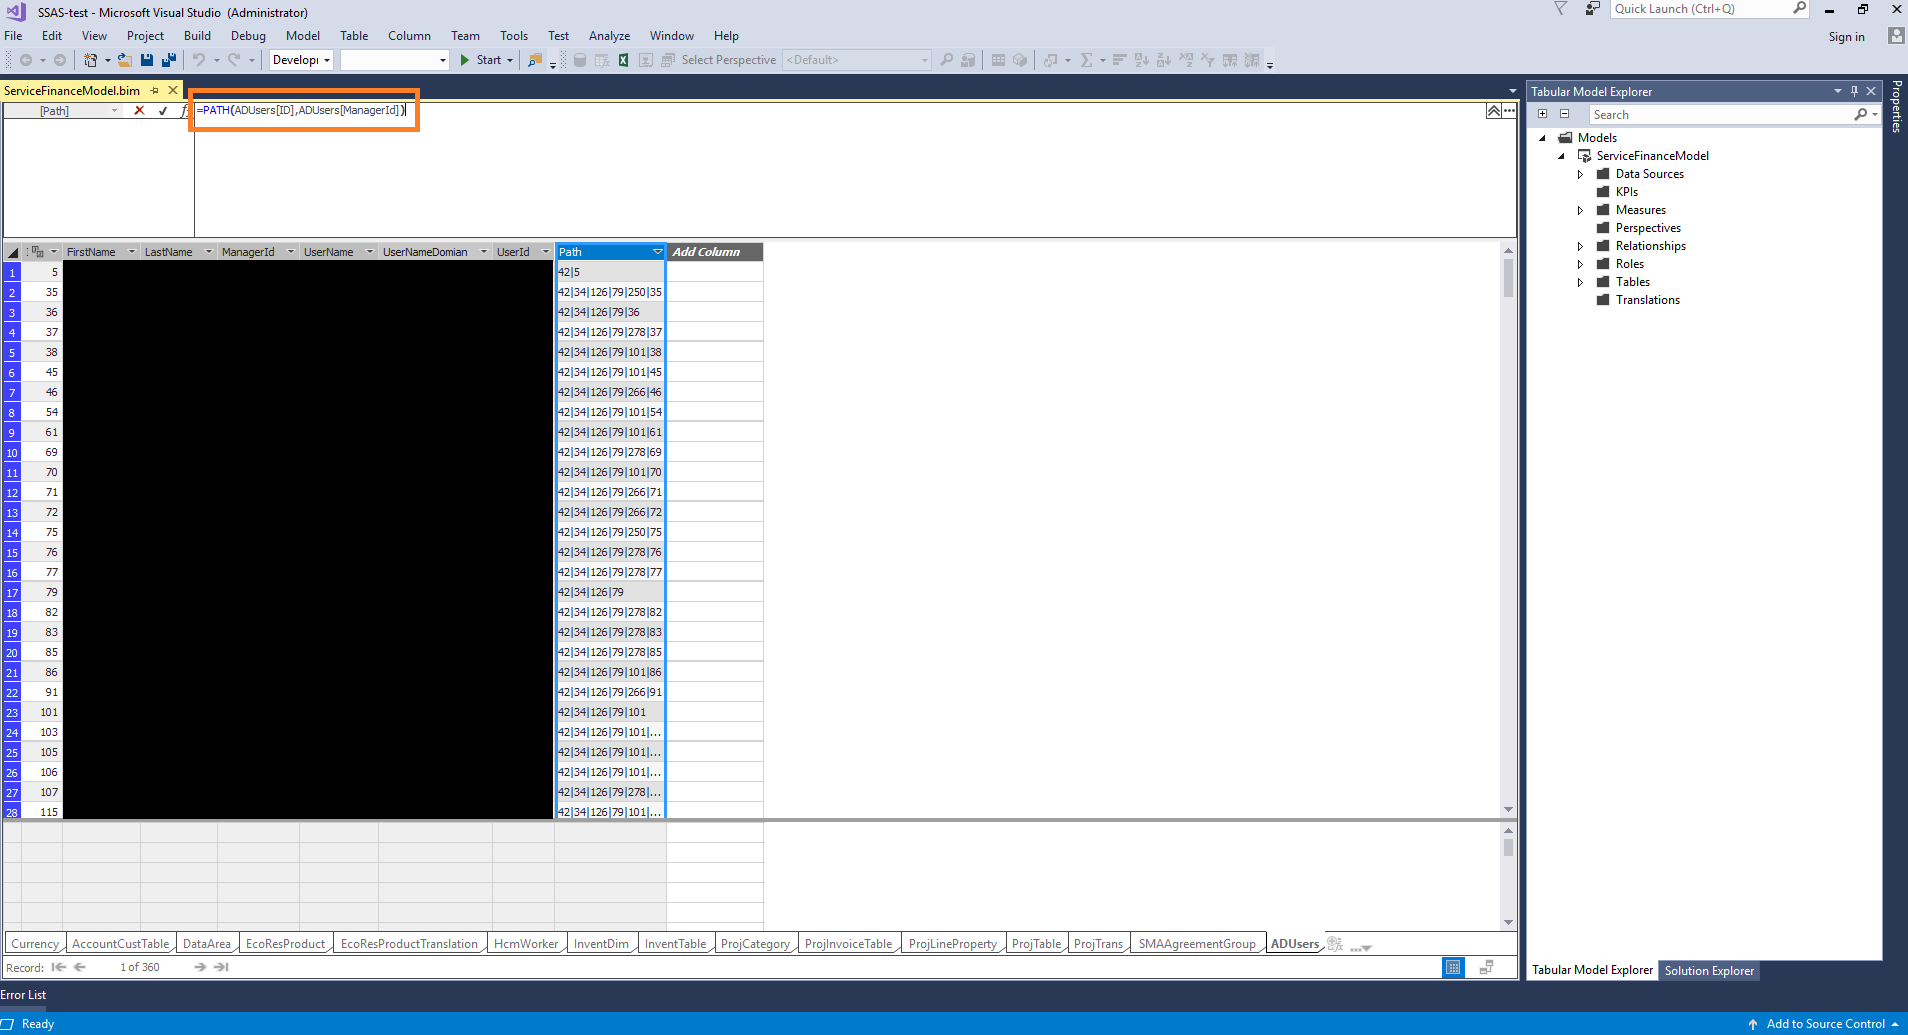 SSAS-test - Microsoft Visual Studio (Administrator)
Quick Launch (Ctrl+Q)
File Edit View Project Build Debug Model Table Column Team Tools Test Analyze Window Help
Sign in
Develop Start Select Perspective <Default>
ServiceFinanceModel.bim
[Path] fx =PATH(ADUsers[ID],ADUsers[ManagerId])
FirstName LastName ManagerId UserName UserNameDomian UserId Path Add Column
1 5 42|5
2 35 42|34|126|79|250|35
3 36 42|34|126|79|36
4 37 42|34|126|79|278|37
5 38 42|34|126|79|101|38
6 45 42|34|126|79|101|45
7 46 42|34|126|79|266|46
8 54 42|34|126|79|101|54
9 61 42|34|126|79|101|61
10 69 42|34|126|79|278|69
11 70 42|34|126|79|101|70
12 71 42|34|126|79|266|71
13 72 42|34|126|79|266|72
14 75 42|34|126|79|250|75
15 76 42|34|126|79|278|76
16 77 42|34|126|79|278|77
17 79 42|34|126|79
18 82 42|34|126|79|278|82
19 83 42|34|126|79|278|83
20 85 42|34|126|79|278|85
21 86 42|34|126|79|101|86
22 91 42|34|126|79|266|91
23 101 42|34|126|79|101
24 103 42|34|126|79|101|...
25 105 42|34|126|79|101|...
26 106 42|34|126|79|101|...
27 107 42|34|126|79|278|...
28 115 42|34|126|79|101|...
Currency AccountCustTable DataArea EcoResProduct EcoResProductTranslation HcmWorker InventDim InventTable ProjCategory ProjInvoiceTable ProjLineProperty ProjTable ProjTrans SMAAgreementGroup ADUsers
Record: 1 of 360
Tabular Model Explorer
Search
Models
ServiceFinanceModel
Data Sources
KPIs
Measures
Perspectives
Relationships
Roles
Tables
Translations
Tabular Model Explorer Solution Explorer
Properties
Error List
Ready
Add to Source Control